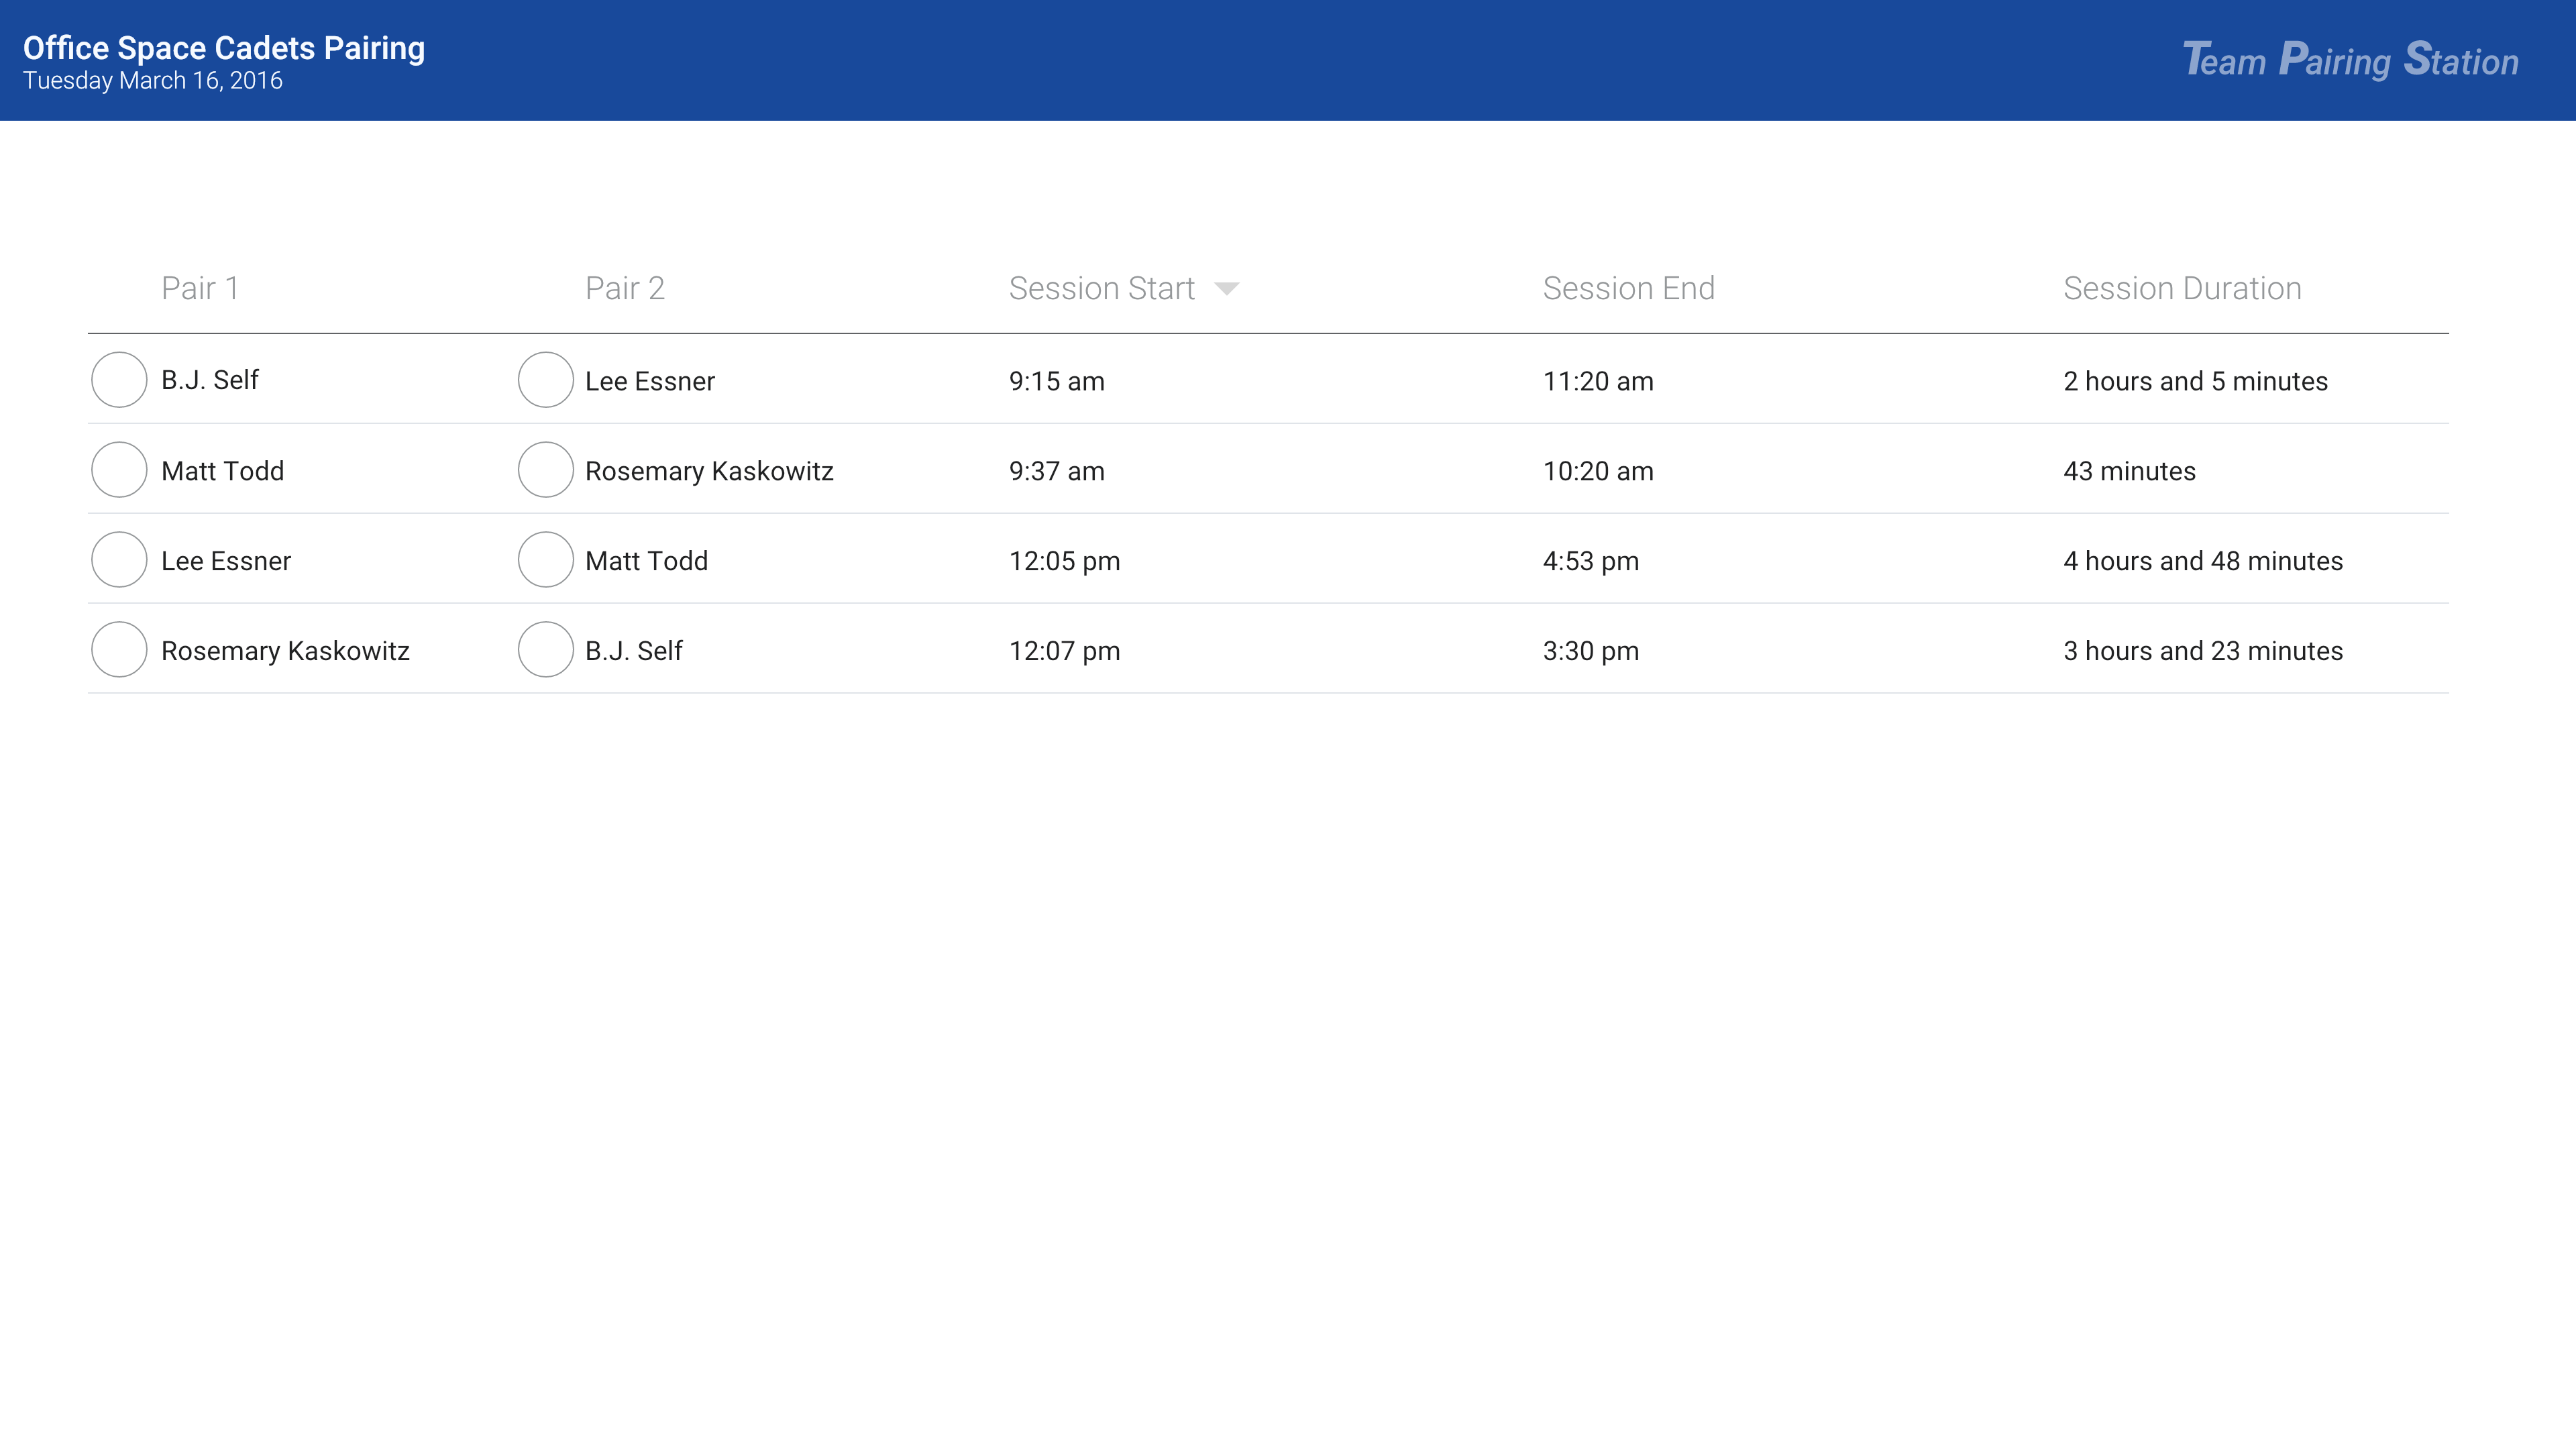 Office Space Cadets Pairing
Tuesday March 16, 2016
Team Pairing Station
Pair 1 Pair 2 Session Start Session End Session Duration
B.J. Self Lee Essner 9:15 am 11:20 am 2 hours and 5 minutes
Matt Todd Rosemary Kaskowitz 9:37 am 10:20 am 43 minutes
Lee Essner Matt Todd 12:05 pm 4:53 pm 4 hours and 48 minutes
Rosemary Kaskowitz B.J. Self 12:07 pm 3:30 pm 3 hours and 23 minutes